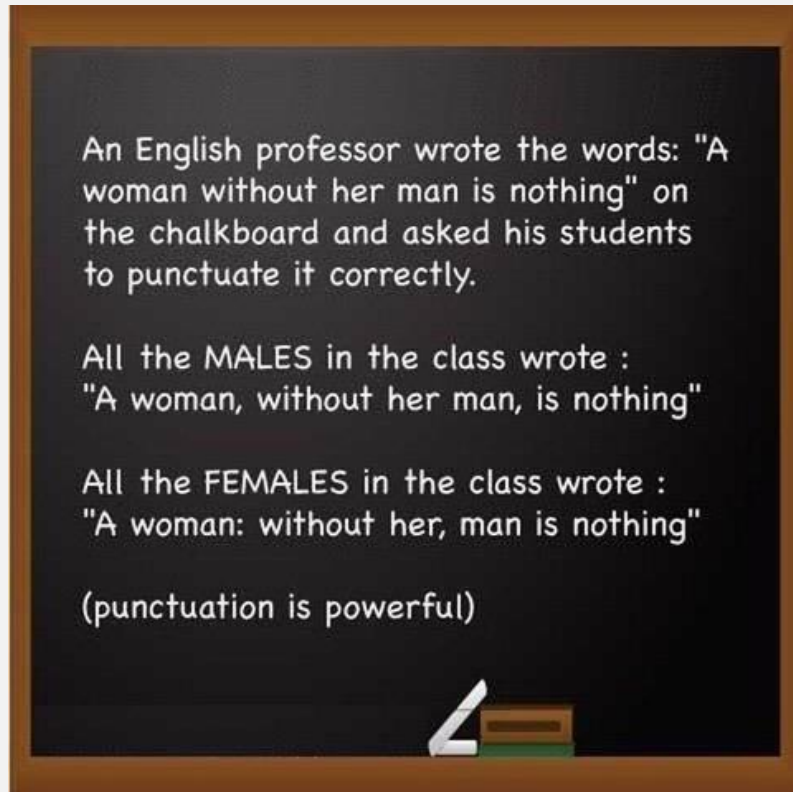 An English professor wrote the words: "A
woman without her man is nothing" on
the chalkboard and asked his students
to punctuate it correctly.
All the MALES in the class wrote :
"A woman, without her man, is nothing"
All the FEMALES in the class wrote :
"A woman: without her, man is nothing"
(punctuation is powerful)